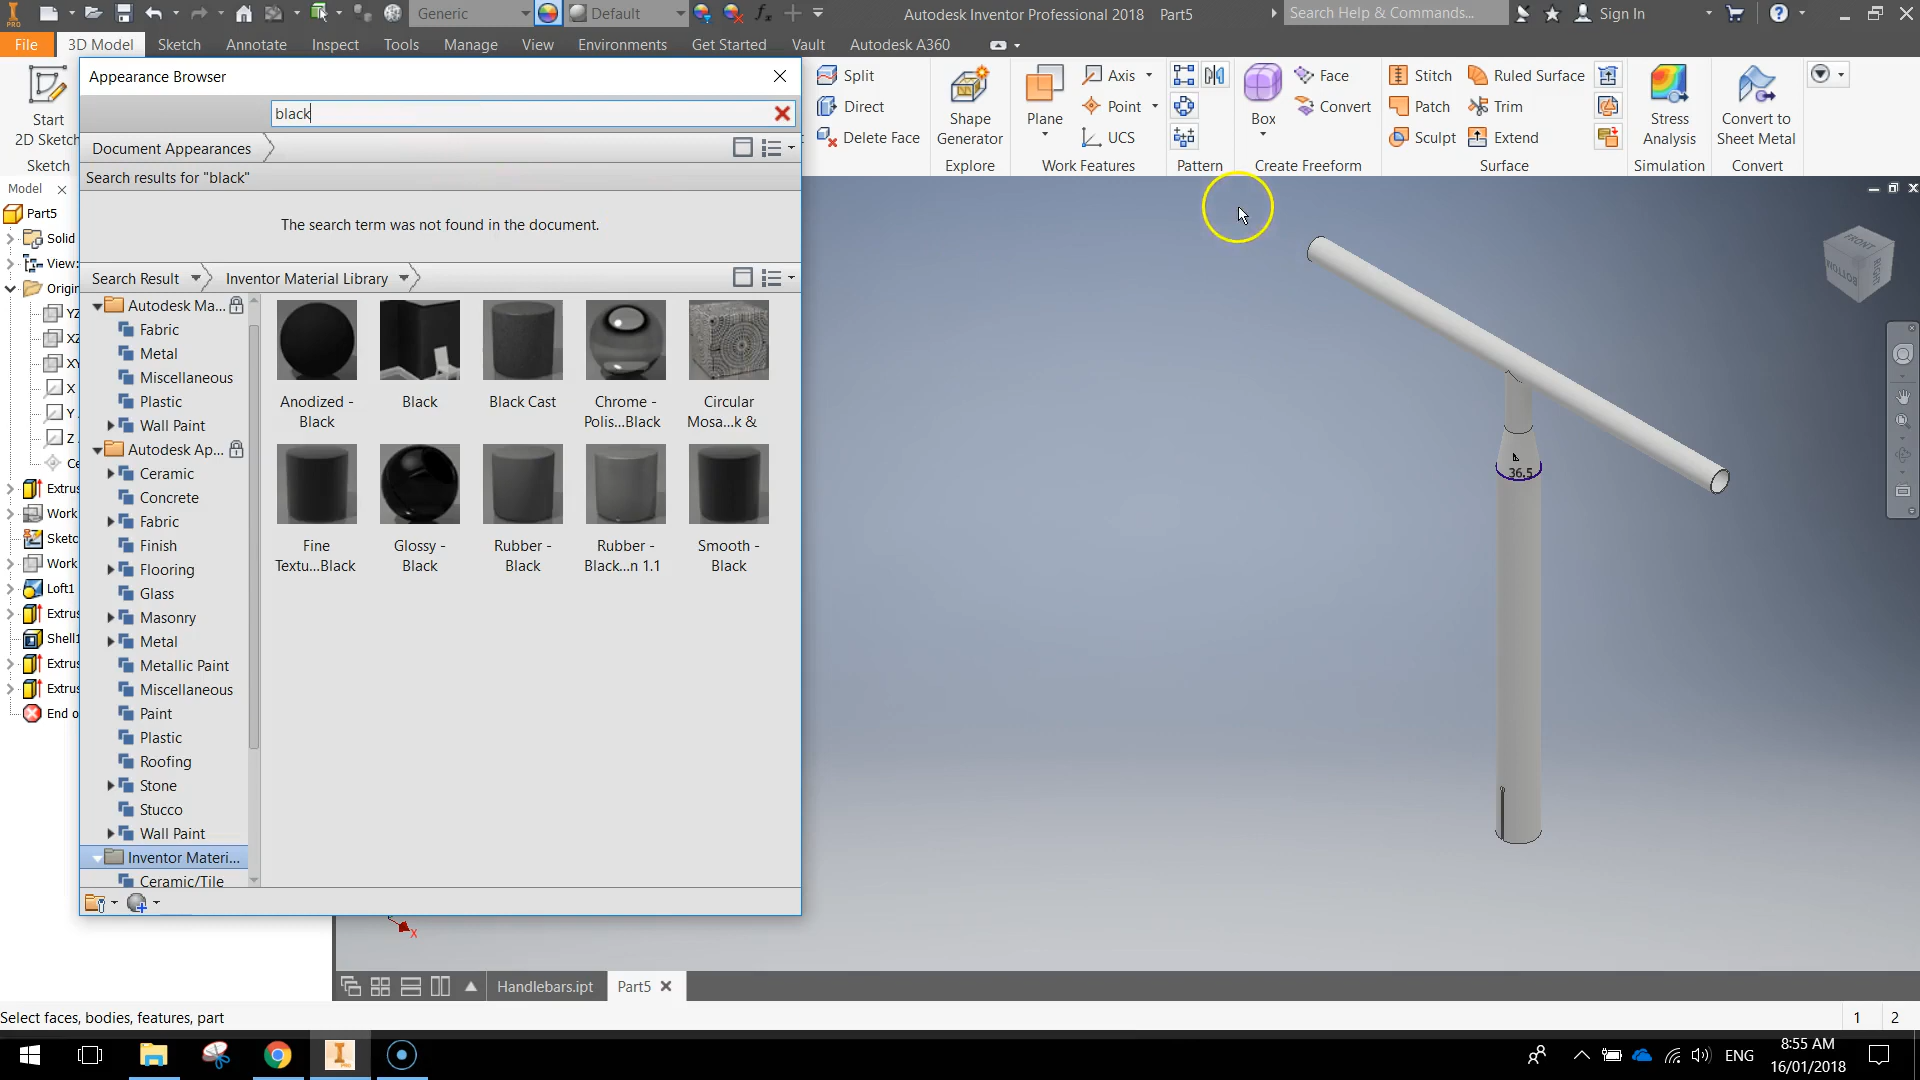 PRO
Generic
Default
Autodesk Inventor Professional 2018 Part5
Search Help & Commands...
Sign In
File
3D Model
Sketch
Annotate
Inspect
Tools
Manage
View
Environments
Get Started
Vault
Autodesk A360
Start
2D Sketch
Sketch
Appearance Browser
black
Document Appearances
Search results for "black"
The search term was not found in the document.
Search Result
Inventor Material Library
Split
Direct
Delete Face
Shape
Generator
Explore
Plane
Axis
Point
UCS
Work Features
Pattern
Box
Face
Convert
Create Freeform
Stitch
Patch
Sculpt
Ruled Surface
Trim
Extend
Surface
Stress
Analysis
Simulation
Convert to
Sheet Metal
Convert
Model
Part5
Solid
View:
Origin
YZ
XZ
XY
X
Y
Z
Ce
Extrus
Work
Sketc
Work
Loft1
Extrus
Shell1
Extrus
Extrus
End o
Autodesk Ma...
Fabric
Metal
Miscellaneous
Plastic
Wall Paint
Autodesk Ap...
Ceramic
Concrete
Fabric
Finish
Flooring
Glass
Masonry
Metal
Metallic Paint
Miscellaneous
Paint
Plastic
Roofing
Stone
Stucco
Wall Paint
Inventor Materi...
Ceramic/Tile
Anodized -
Black
Black
Black Cast
Chrome -
Polis...Black
Circular
Mosa...k &
Fine
Textu...Black
Glossy -
Black
Rubber -
Black
Rubber -
Black...n 1.1
Smooth -
Black
FRONT
BOTTOM
RIGHT
36.5
X
Handlebars.ipt
Part5
Select faces, bodies, features, part
1
2
ENG
8:55 AM
16/01/2018